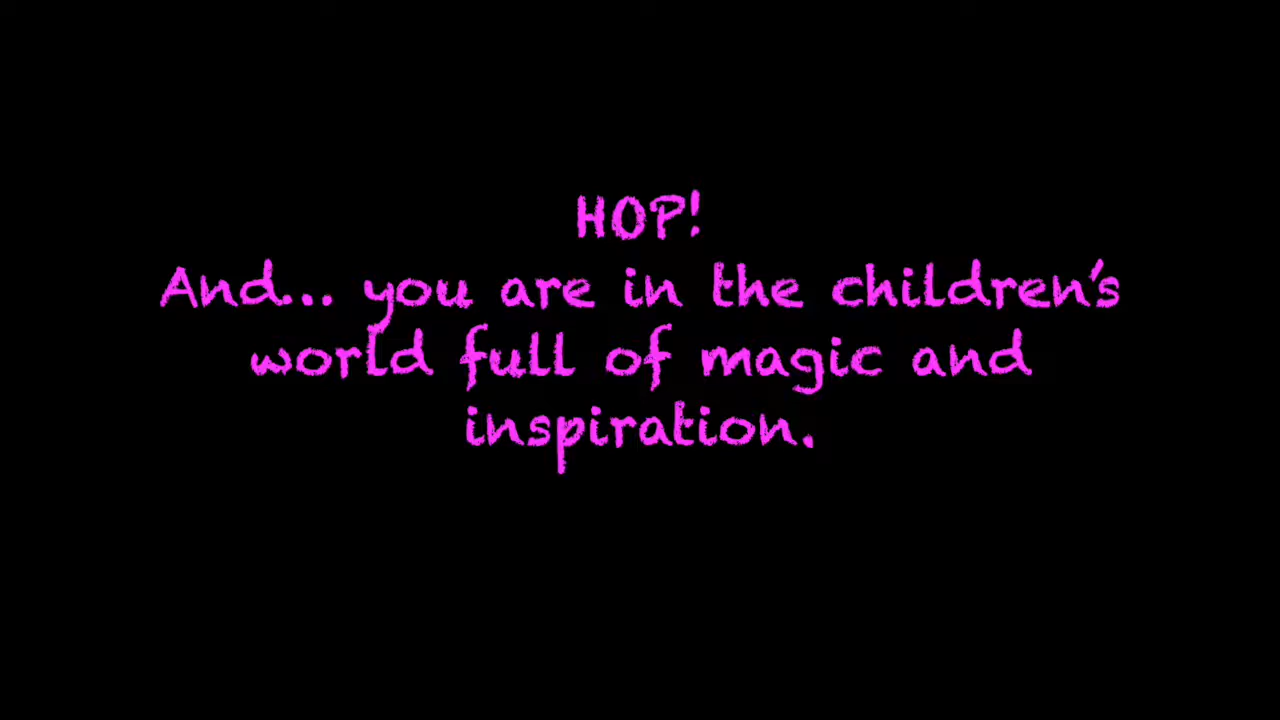 HOP!
And... you are in the children's
world full of magic and
inspiration.